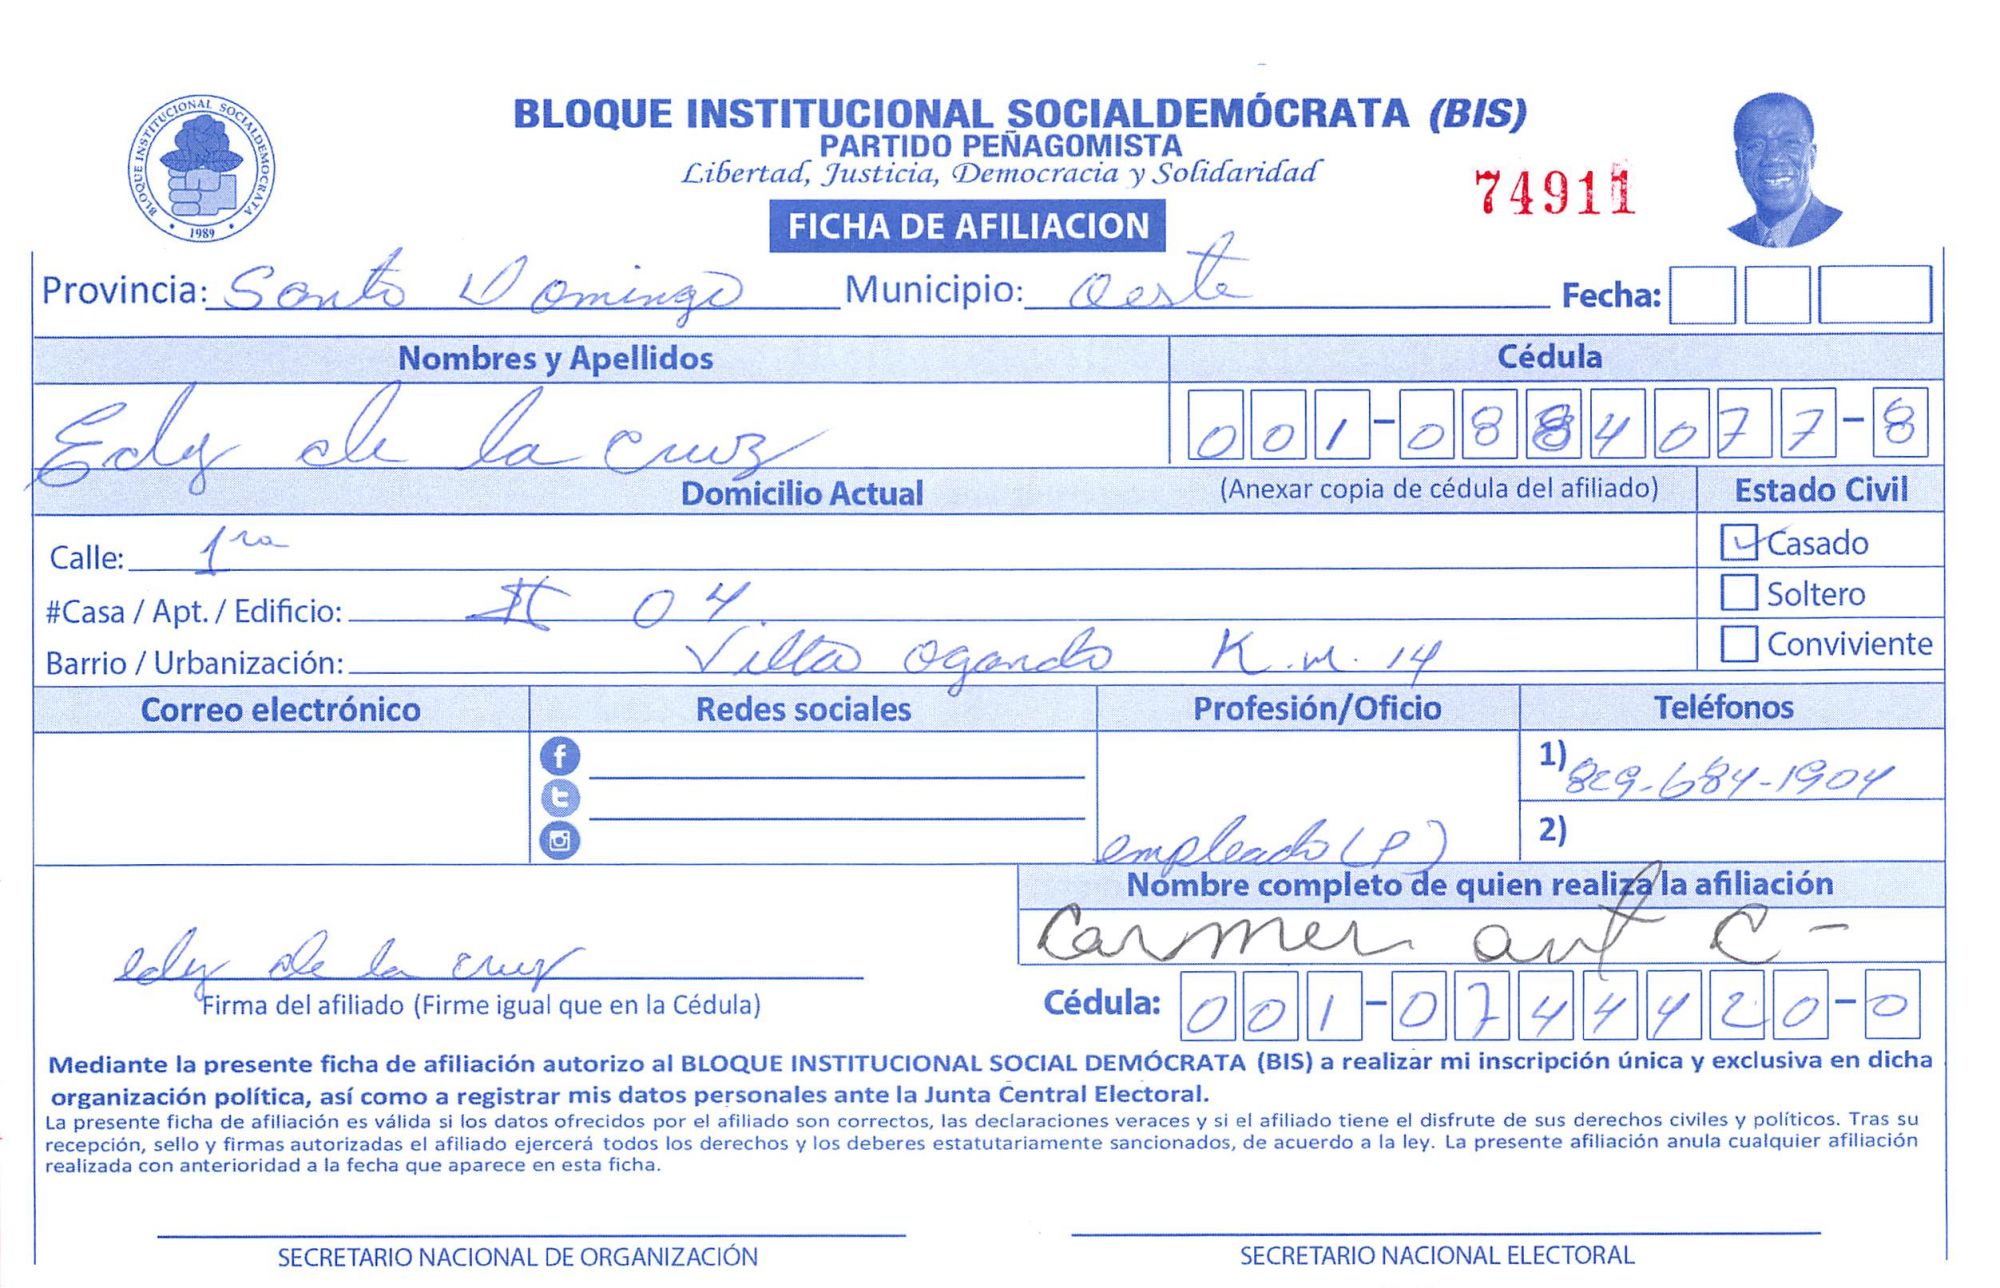 BLOQUE INSTITUCIONAL SOCIALDEMÓCRATA
1989
BLOQUE INSTITUCIONAL SOCIALDEMÓCRATA (BIS)
PARTIDO PEÑAGOMISTA
Libertad, Justicia, Democracia y Solidaridad
74911
FICHA DE AFILIACION
Provincia: Santo Domingo Municipio: Oeste Fecha:
Nombres y Apellidos Cédula
Edy de la cruz 001-0884077-8
Domicilio Actual (Anexar copia de cédula del afiliado) Estado Civil
Calle: 1ra Casado
#Casa / Apt. / Edificio: # 04 Soltero
Barrio / Urbanización: Villa Ogando K.m. 14 Conviviente
Correo electrónico Redes sociales Profesión/Oficio Teléfonos
1) 829-684-1904
empleado (P) 2)
Nombre completo de quien realiza la afiliación
Carmen ant C-
edy de la cruz
Firma del afiliado (Firme igual que en la Cédula) Cédula: 001-0744420-0
Mediante la presente ficha de afiliación autorizo al BLOQUE INSTITUCIONAL SOCIAL DEMÓCRATA (BIS) a realizar mi inscripción única y exclusiva en dicha
organización política, así como a registrar mis datos personales ante la Junta Central Electoral.
La presente ficha de afiliación es válida si los datos ofrecidos por el afiliado son correctos, las declaraciones veraces y si el afiliado tiene el disfrute de sus derechos civiles y políticos. Tras su
recepción, sello y firmas autorizadas el afiliado ejercerá todos los derechos y los deberes estatutariamente sancionados, de acuerdo a la ley. La presente afiliación anula cualquier afiliación
realizada con anterioridad a la fecha que aparece en esta ficha.
SECRETARIO NACIONAL DE ORGANIZACIÓN SECRETARIO NACIONAL ELECTORAL